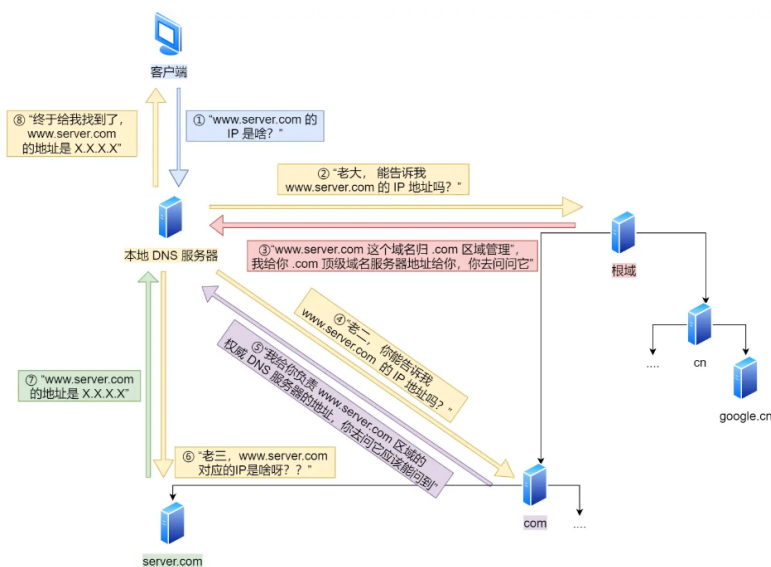 客户端
⑧ “终于给我找到了，
www.server.com
的地址是 X.X.X.X”
① “www.server.com 的
IP 是啥？”
② “老大， 能告诉我
www.server.com 的 IP 地址吗？”
本地 DNS 服务器
③“www.server.com 这个域名归 .com 区域管理”，
我给你 .com 顶级域名服务器地址给你，你去问问它”
根域
④ “老二， 你能告诉我
www.server.com 的 IP 地址吗？”
⑤ “我给你负责 www.server.com 区域的
权威 DNS 服务器的地址，你去问它应该能问到”
....
cn
google.cn
⑦ “www.server.com
的地址是 X.X.X.X”
⑥ “老三，www.server.com
对应的IP是啥呀？？”
com
....
server.com